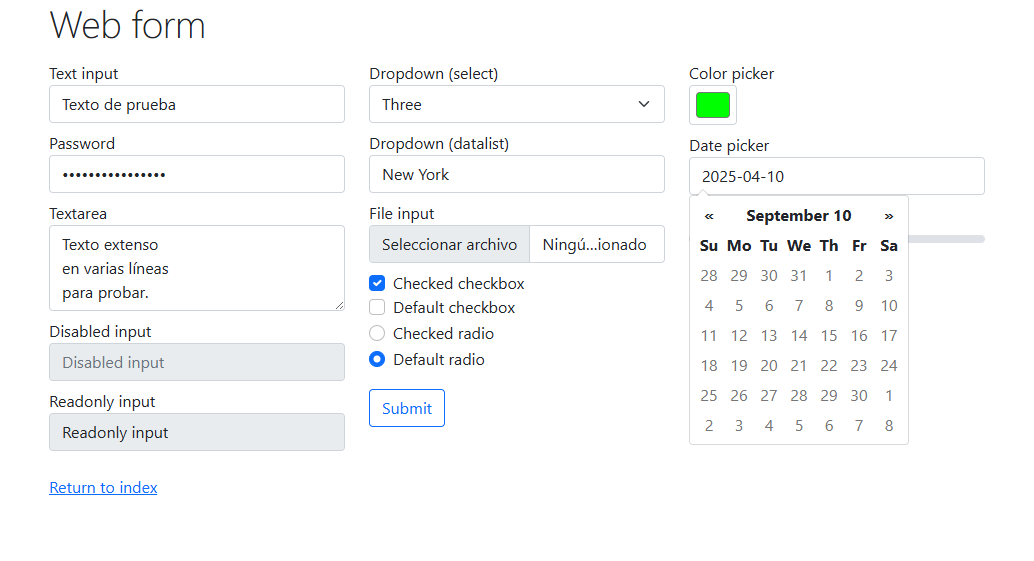 Web form
Text input
Texto de prueba
Password
••••••••••••••••
Textarea
Texto extenso
en varias líneas
para probar.
Disabled input
Disabled input
Readonly input
Readonly input
Return to index
Dropdown (select)
Three
Dropdown (datalist)
New York
File input
Seleccionar archivo Ningú...ionado
Checked checkbox
Default checkbox
Checked radio
Default radio
Submit
Color picker
Date picker
2025-04-10
« September 10 »
Su Mo Tu We Th Fr Sa
28 29 30 31 1 2 3
4 5 6 7 8 9 10
11 12 13 14 15 16 17
18 19 20 21 22 23 24
25 26 27 28 29 30 1
2 3 4 5 6 7 8